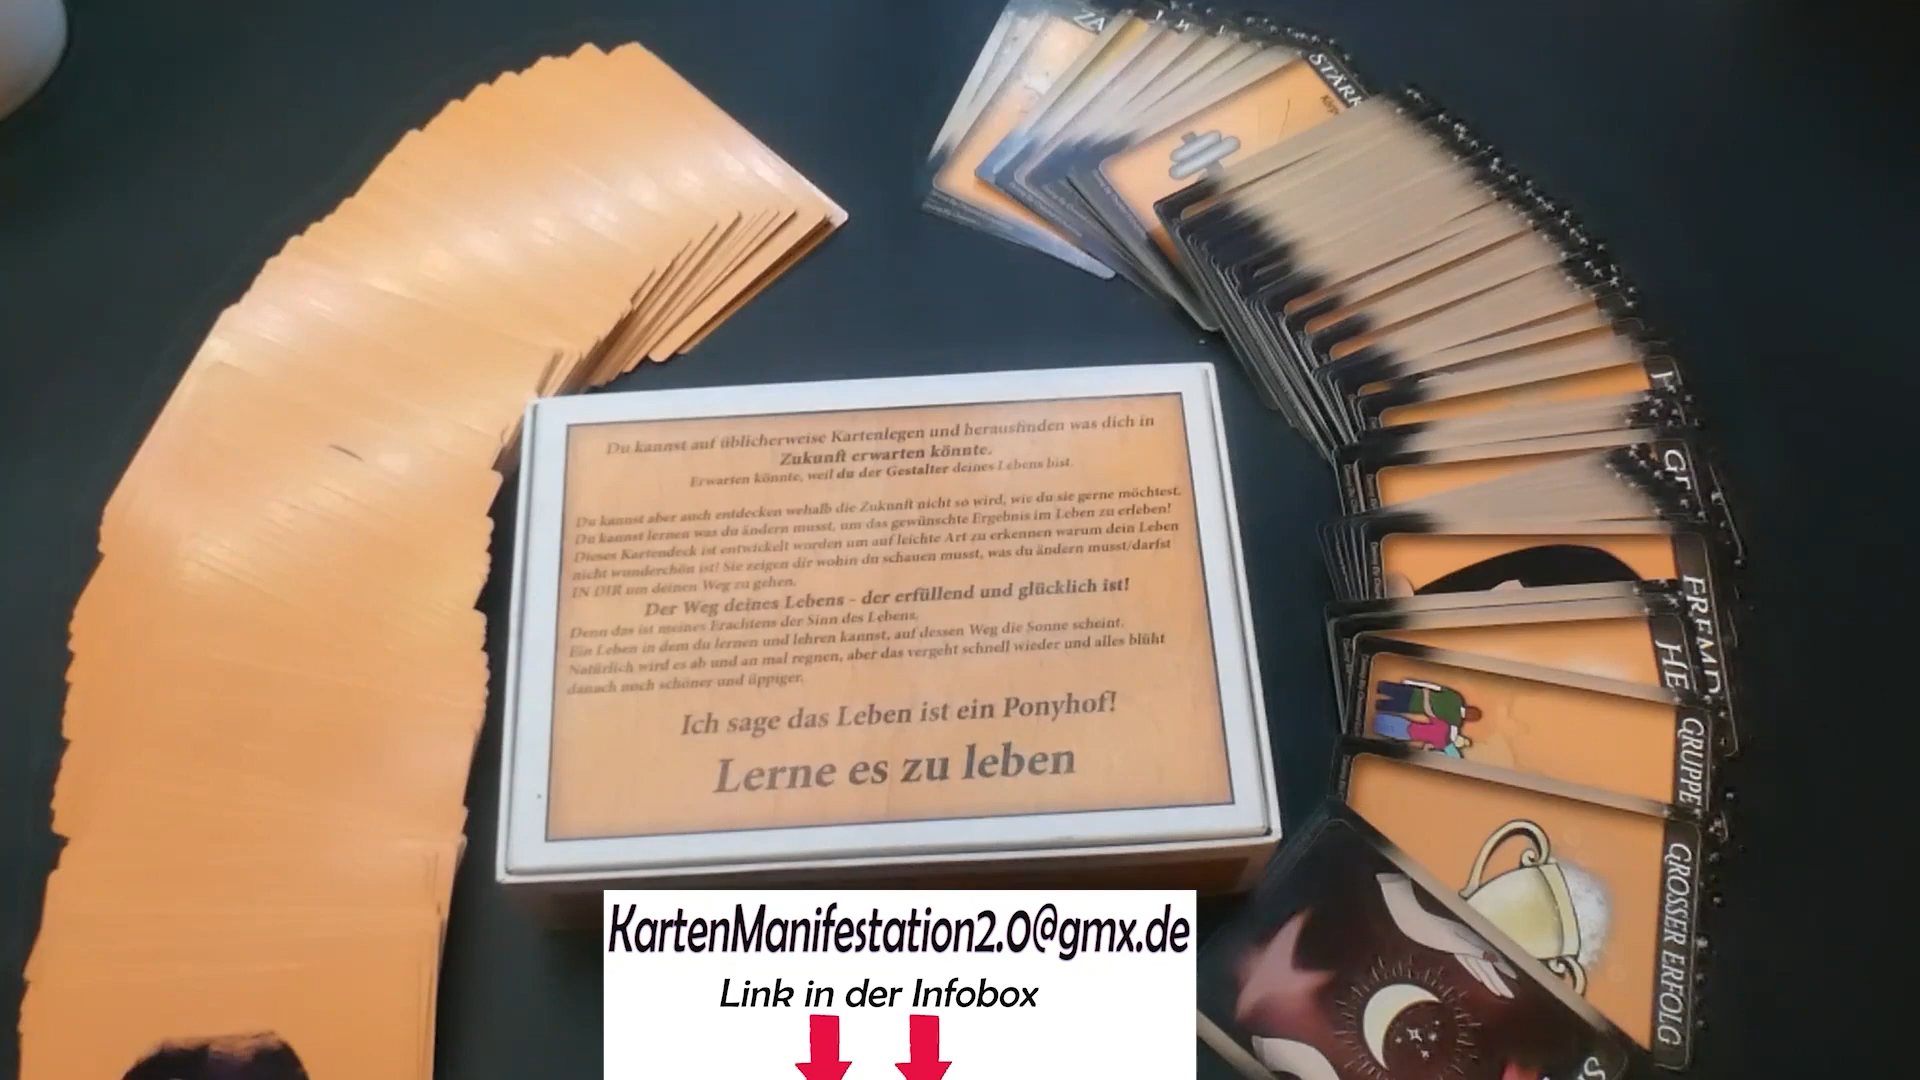 STÄRK
Du kannst auf üblicherweise Kartenlegen und herausfinden was dich in
Zukunft erwarten könnte.
Erwarten könnte, weil du der Gestalter deines Lebens bist.
Du kannst aber auch entdecken wehalb die Zukunft nicht so wird, wie du sie gerne möchtest.
Du kannst lernen was du ändern musst, um das gewünschte Ergebnis im Leben zu erleben!
Dieses Kartendeck ist entwickelt worden um auf leichte Art zu erkennen warum dein Leben
nicht wunderschön ist! Sie zeigen dir wohin du schauen musst, was du ändern musst/darfst
IN DIR um deinen Weg zu gehen.
Der Weg deines Lebens - der erfüllend und glücklich ist!
Denn das ist meines Erachtens der Sinn des Lebens.
Ein Leben in dem du lernen und lehren kannst, auf dessen Weg die Sonne scheint.
Natürlich wird es ab und an mal regnen, aber das vergeht schnell wieder und alles blüht
danach noch schöner und üppiger.
Ich sage das Leben ist ein Ponyhof!
Lerne es zu leben
FREMD
HE
GRUPPE
GROSSER ERFOLG
KartenManifestation2.0@gmx.de
Link in der Infobox